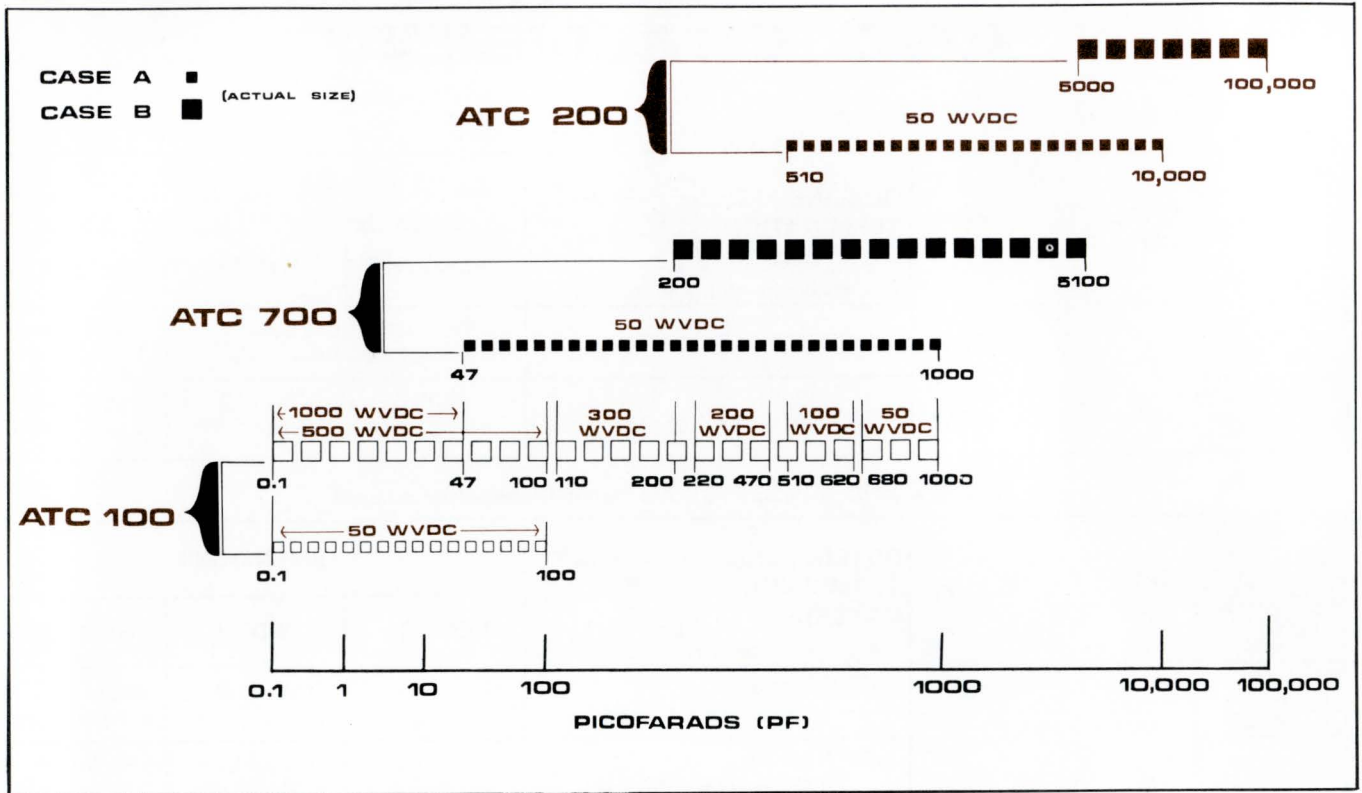 CASE A
CASE B
(ACTUAL SIZE)
ATC 200
5000 100,000
50 WVDC
510 10,000
ATC 700
200 5100
50 WVDC
47 1000
ATC 100
1000 WVDC
500 WVDC
300 WVDC
200 WVDC
100 WVDC
50 WVDC
0.1 47 100 110 200 220 470 510 620 680 1000
50 WVDC
0.1 100
0.1 1 10 100 1000 10,000 100,000
PICOFARADS (PF)